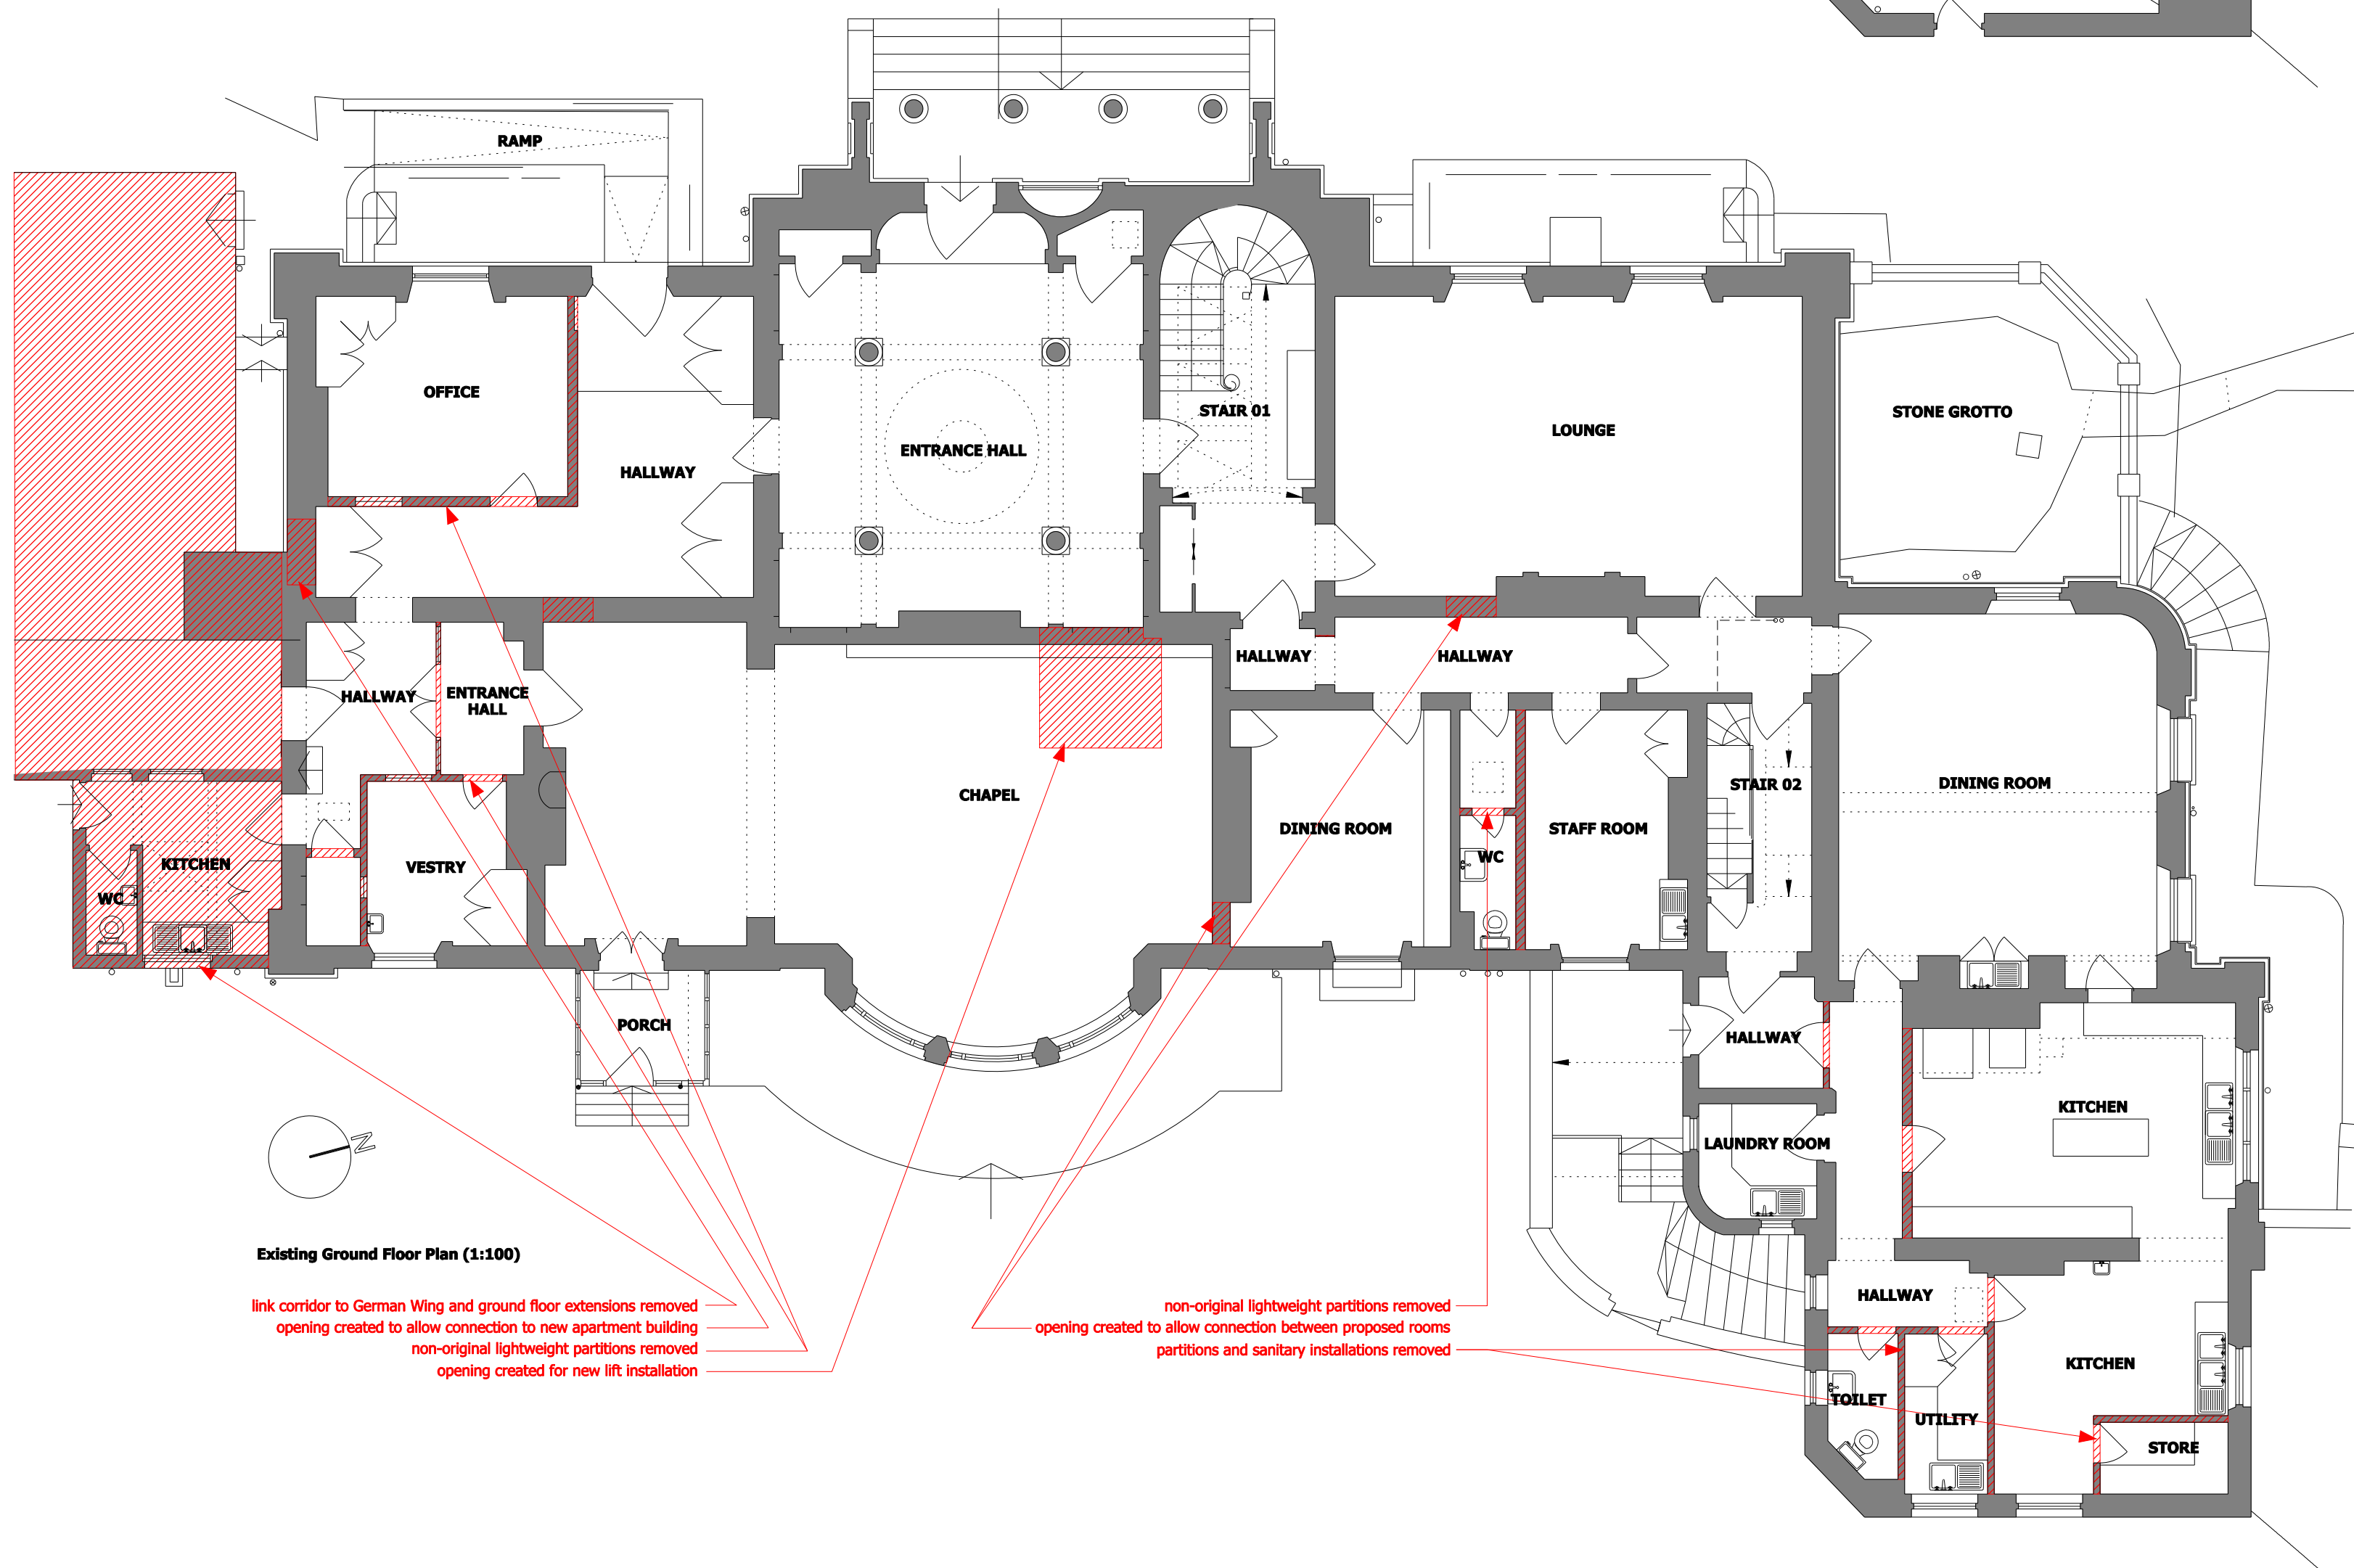 RAMP
OFFICE
STAIR 01
STONE GROTTO
LOUNGE
ENTRANCE HALL
HALLWAY
HALLWAY
HALLWAY
HALLWAY
ENTRANCE
HALL
STAIR 02
DINING ROOM
CHAPEL
DINING ROOM
STAFF ROOM
WC
KITCHEN
VESTRY
WC
PORCH
HALLWAY
KITCHEN
LAUNDRY ROOM
N
Existing Ground Floor Plan (1:100)
HALLWAY
link corridor to German Wing and ground floor extensions removed
opening created to allow connection to new apartment building
non-original lightweight partitions removed
opening created for new lift installation
non-original lightweight partitions removed
opening created to allow connection between proposed rooms
partitions and sanitary installations removed
KITCHEN
TOILET
UTILITY
STORE